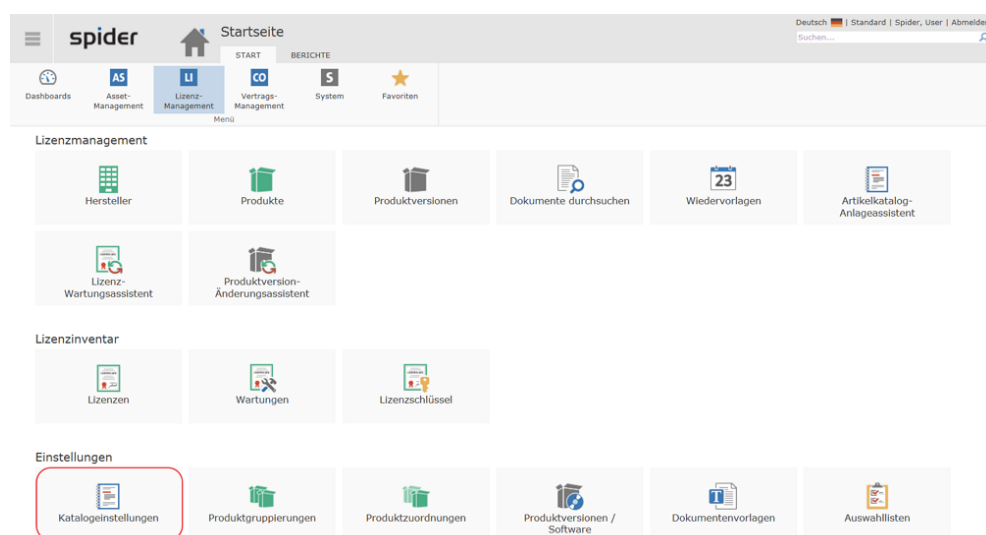 Deutsch | Standard | Spider, User | Abmelden
spider
Startseite
Suchen...
START BERICHTE
AS LI CO S
Dashboards Asset-Management Lizenz-Management Vertrags-Management System Favoriten
Menü
Lizenzmanagement
23
Hersteller Produkte Produktversionen Dokumente durchsuchen Wiedervorlagen Artikelkatalog-
Anlageassistent
Lizenz-
Wartungsassistent
Produktversion-
Änderungsassistent
Lizenzinventar
Lizenzen Wartungen Lizenzschlüssel
Einstellungen
T
Katalogeinstellungen Produktgruppierungen Produktzuordnungen Produktversionen /
Software
Dokumentenvorlagen Auswahllisten